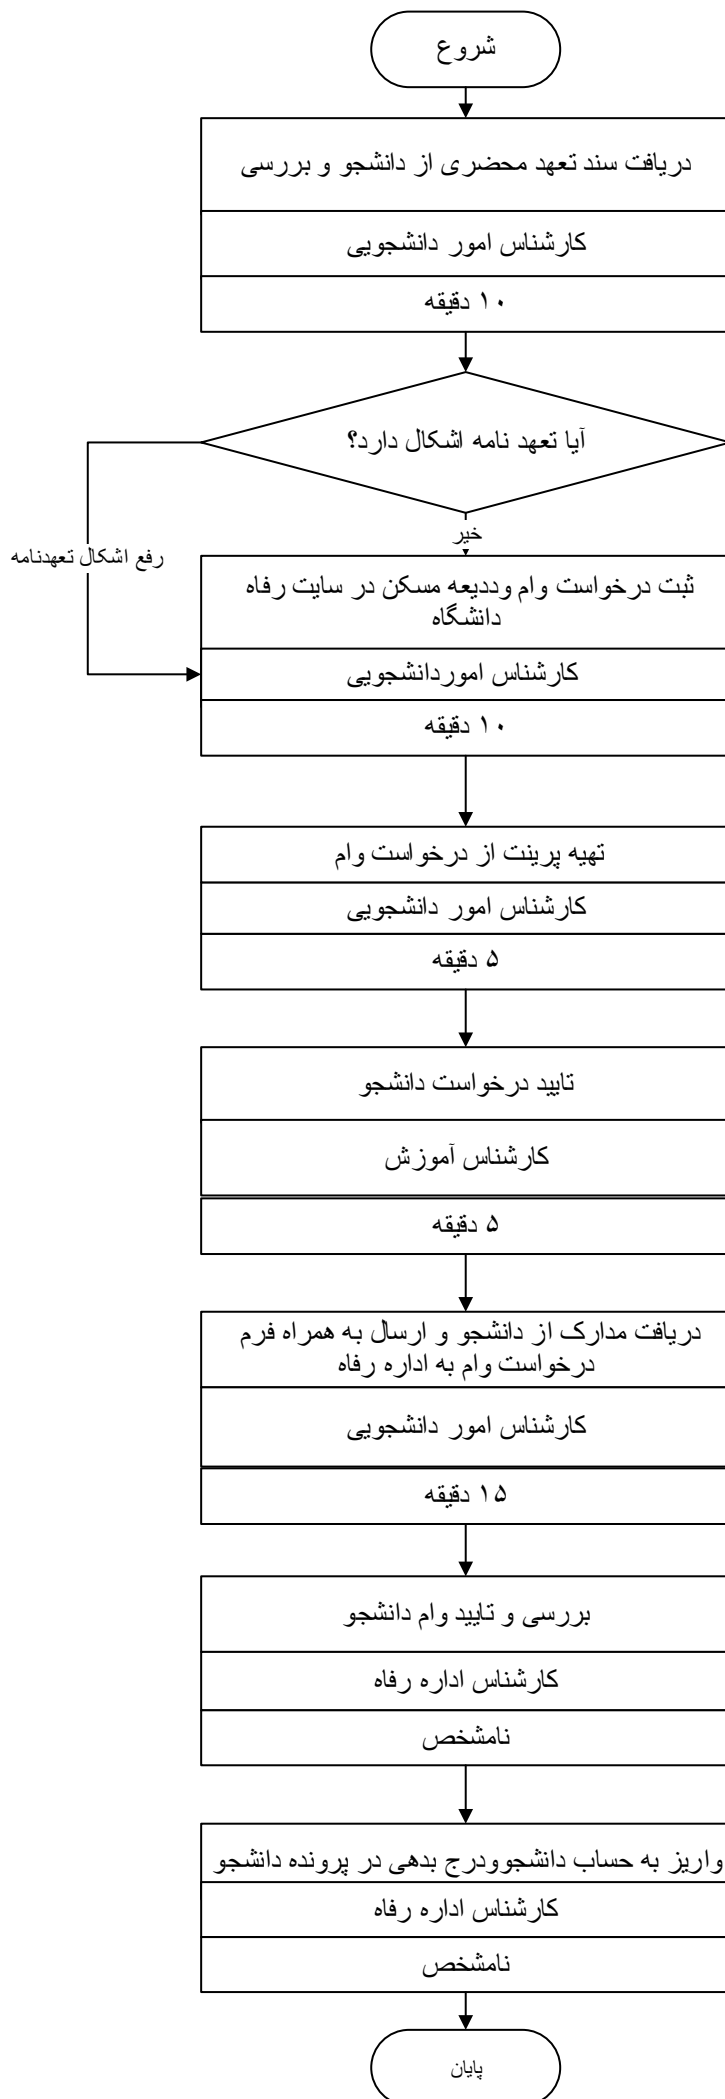 شروع
دریافت سند تعهد محضری از دانشجو و بررسی
کارشناس امور دانشجویی
۱۰ دقیقه
آیا تعهد نامه اشکال دارد؟
رفع اشکال تعهدنامه
خیر
ثبت درخواست وام وددیعه مسکن در سایت رفاه
دانشگاه
کارشناس اموردانشجویی
۱۰ دقیقه
تهیه پرینت از درخواست وام
کارشناس امور دانشجویی
۵ دقیقه
تایید درخواست دانشجو
کارشناس آموزش
۵ دقیقه
دریافت مدارک از دانشجو و ارسال به همراه فرم
درخواست وام به اداره رفاه
کارشناس امور دانشجویی
۱۵ دقیقه
بررسی و تایید وام دانشجو
کارشناس اداره رفاه
نامشخص
واریز به حساب دانشجوودرج بدهی در پرونده دانشجو
کارشناس اداره رفاه
نامشخص
پایان